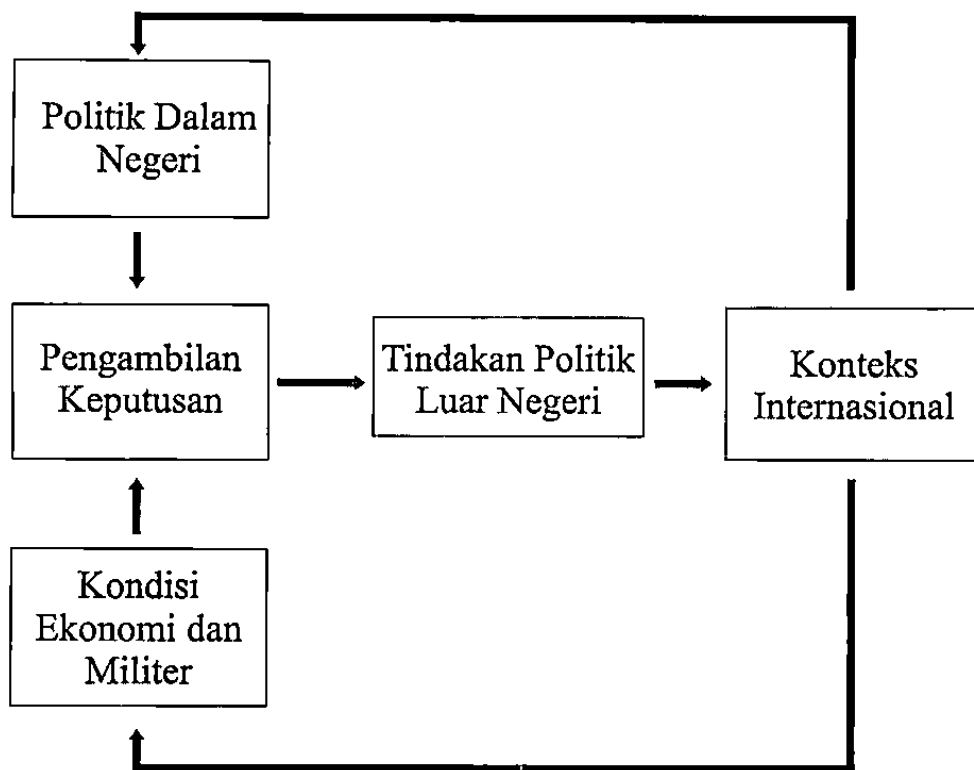 Politik Dalam
Negeri
Pengambilan
Keputusan
Tindakan Politik
Luar Negeri
Konteks
Internasional
Kondisi
Ekonomi dan
Militer